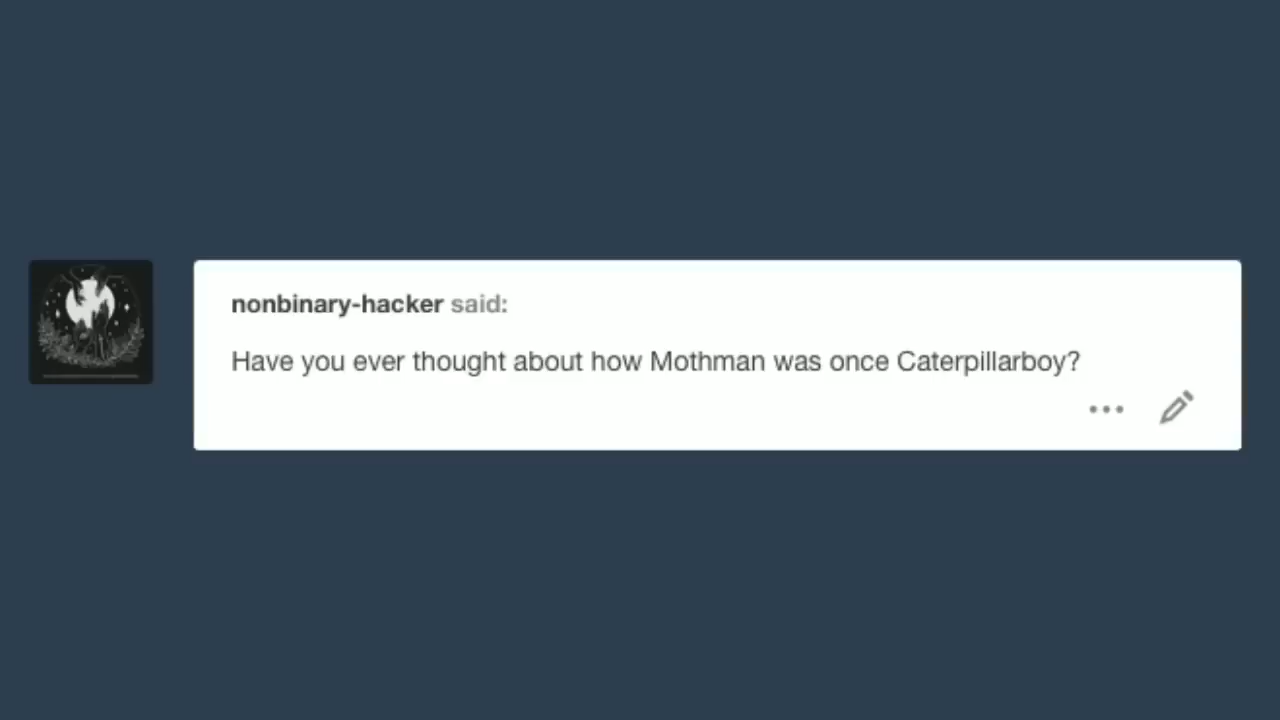 nonbinary-hacker said:
Have you ever thought about how Mothman was once Caterpillarboy?